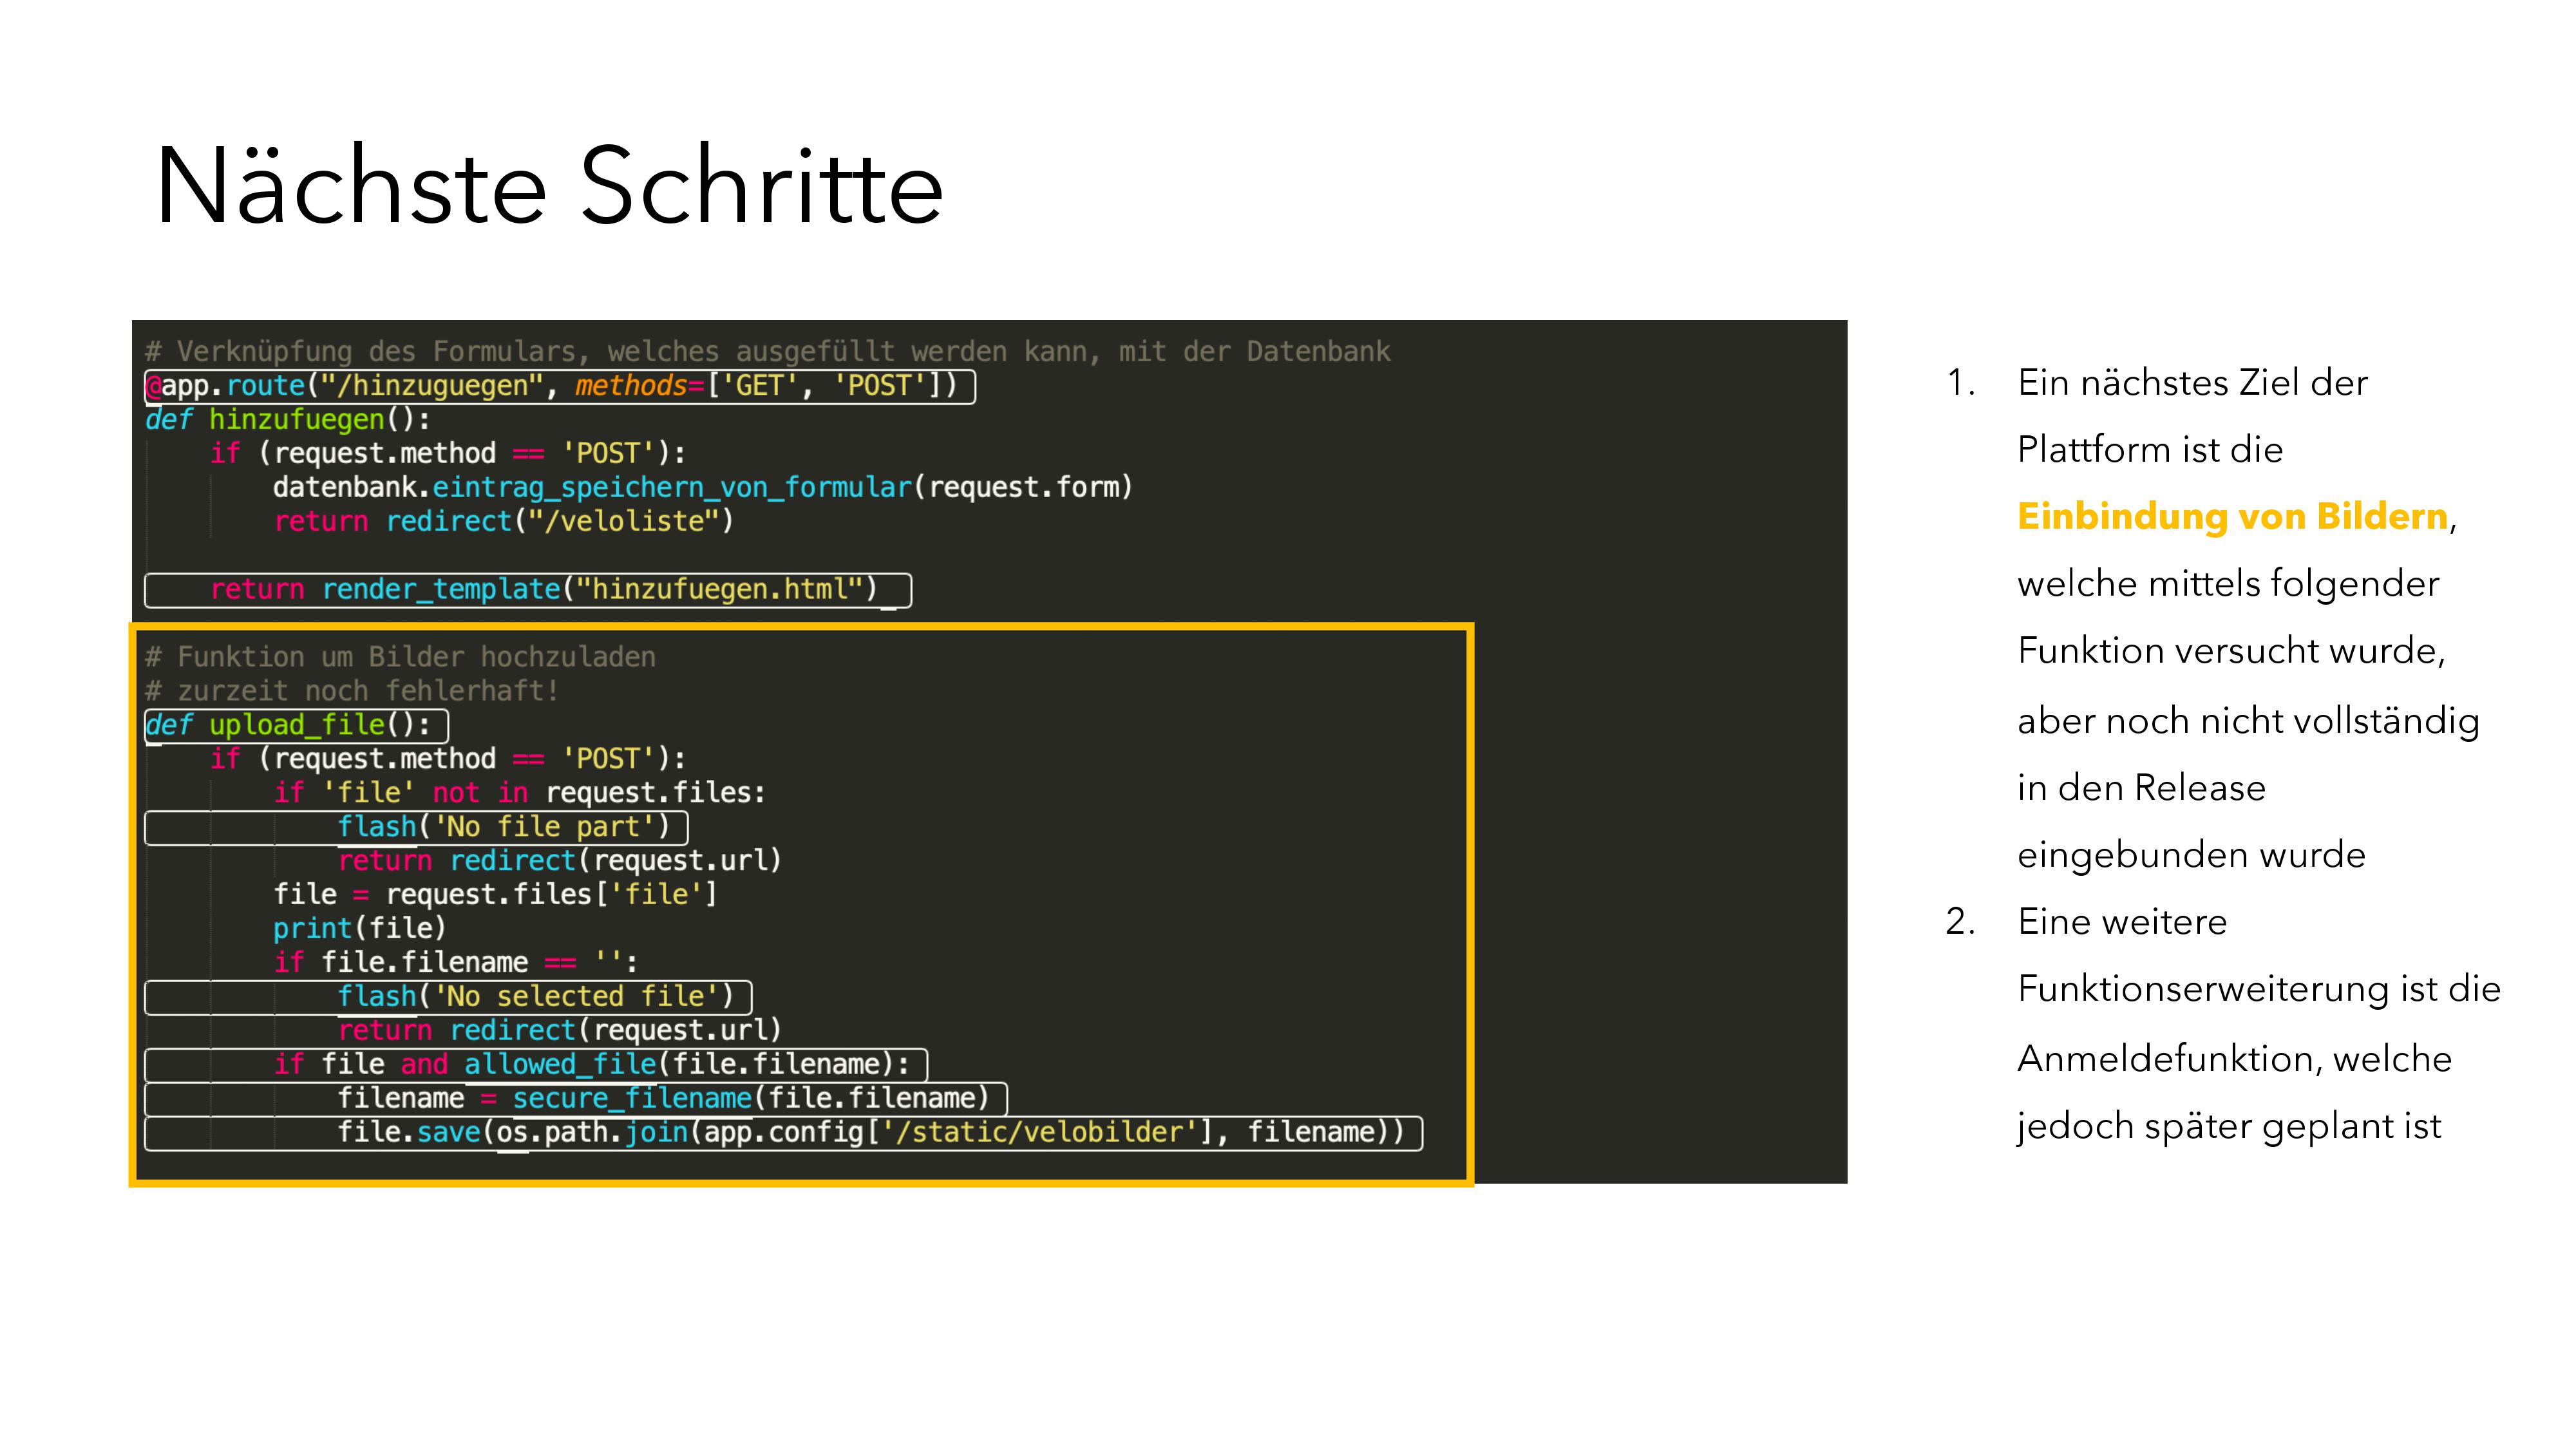 Nächste Schritte
# Verknüpfung des Formulars, welches ausgefüllt werden kann, mit der Datenbank
@app.route("/hinzuguegen", methods=['GET', 'POST'])
def hinzufuegen():
    if (request.method == 'POST'):
        datenbank.eintrag_speichern_von_formular(request.form)
        return redirect("/veloliste")
    return render_template("hinzufuegen.html")
# Funktion um Bilder hochzuladen
# zurzeit noch fehlerhaft!
def upload_file():
    if (request.method == 'POST'):
        if 'file' not in request.files:
            flash('No file part')
            return redirect(request.url)
        file = request.files['file']
        print(file)
        if file.filename == '':
            flash('No selected file')
            return redirect(request.url)
        if file and allowed_file(file.filename):
            filename = secure_filename(file.filename)
            file.save(os.path.join(app.config['/static/velobilder'], filename))
1. Ein nächstes Ziel der
Plattform ist die
Einbindung von Bildern,
welche mittels folgender
Funktion versucht wurde,
aber noch nicht vollständig
in den Release
eingebunden wurde
2. Eine weitere
Funktionserweiterung ist die
Anmeldefunktion, welche
jedoch später geplant ist